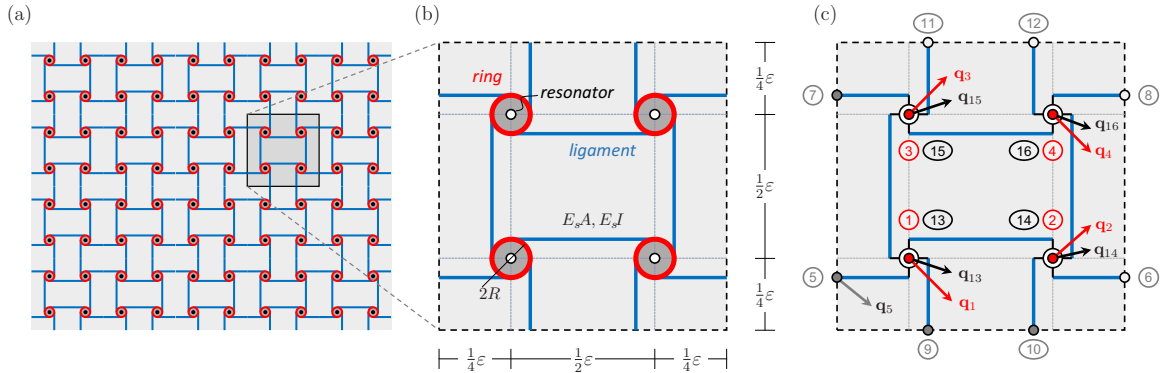 (a)
(b)
ring
resonator
ligament
EₛA, EₛI
2R
¼ε
½ε
¼ε
¼ε
½ε
¼ε
(c)
11
12
7
8
q₃
q₁₅
q₁₆
q₄
3
15
16
4
1
13
14
2
q₂
q₁₄
q₁₃
q₁
5
q₅
6
9
10